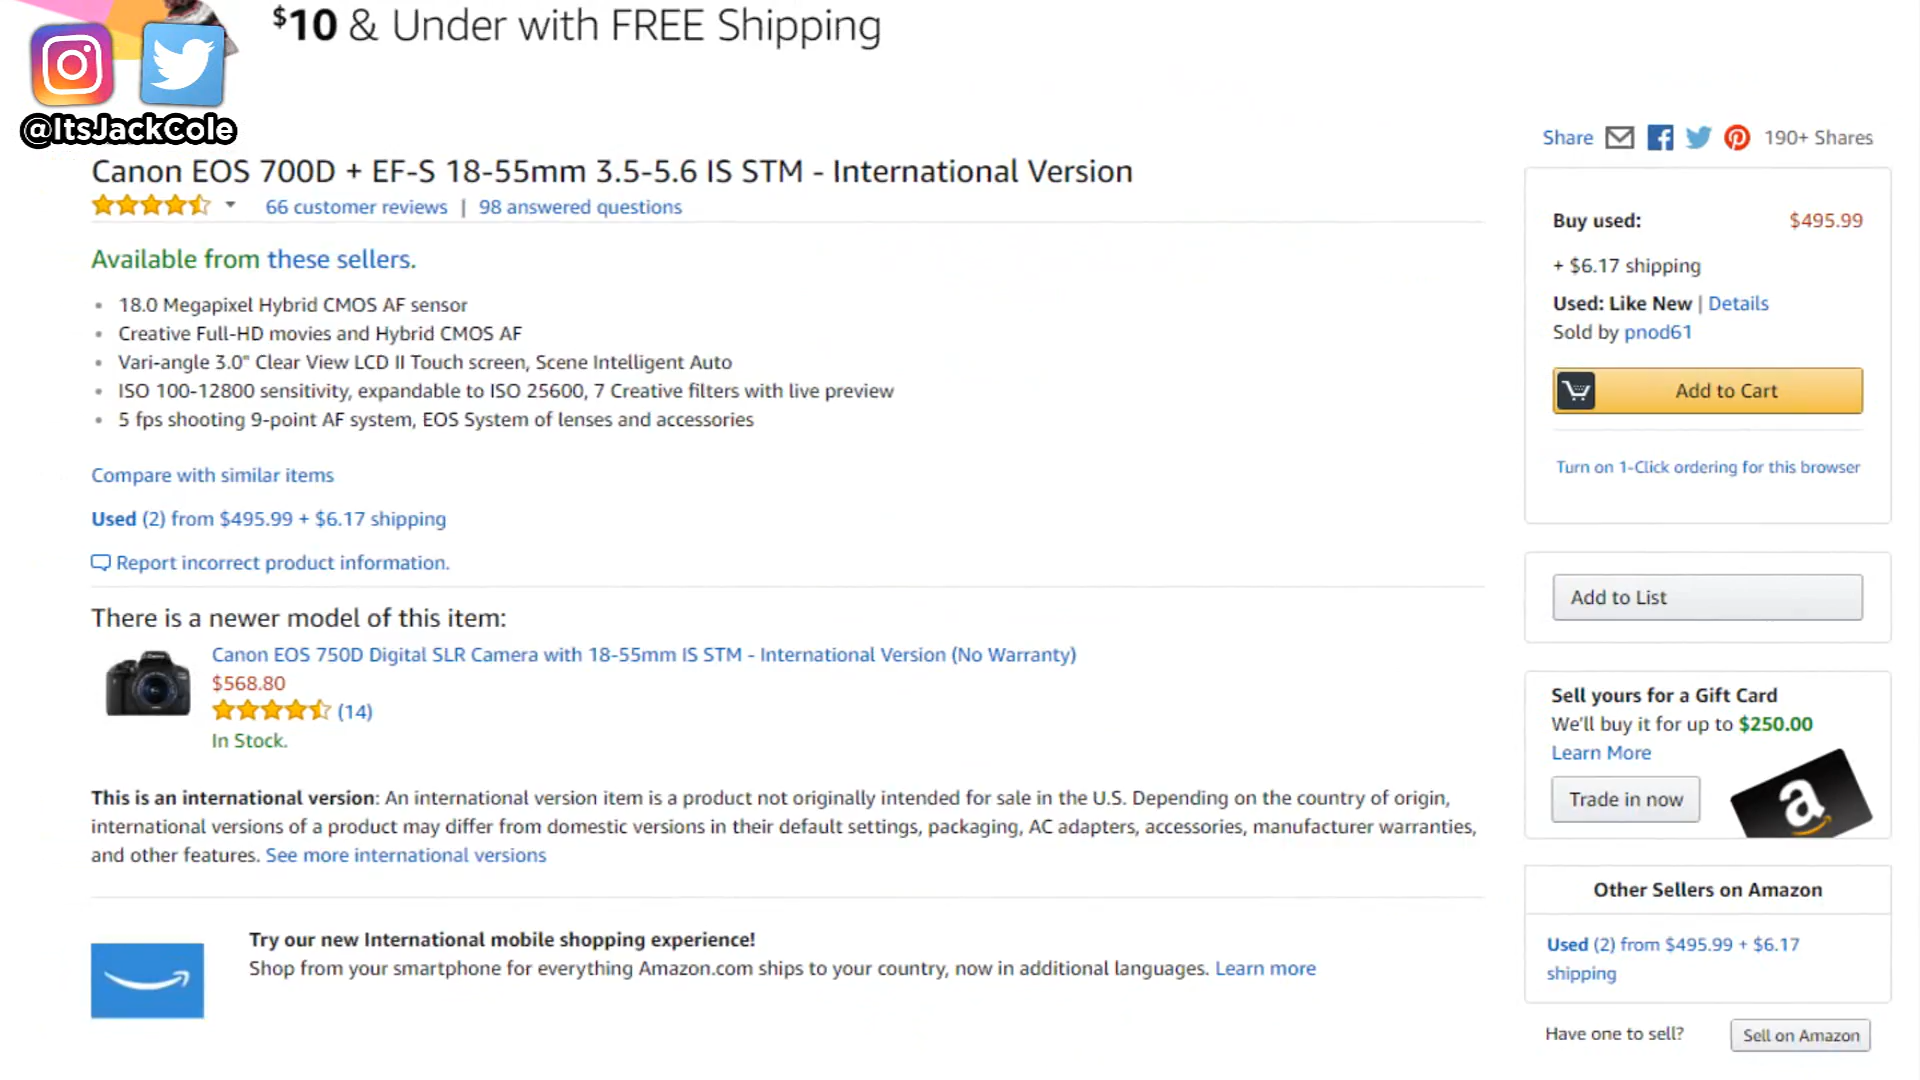 $10 & Under with FREE Shipping
@ItsJackCole
Share 190+ Shares
Canon EOS 700D + EF-S 18-55mm 3.5-5.6 IS STM - International Version
66 customer reviews | 98 answered questions
Available from these sellers.
18.0 Megapixel Hybrid CMOS AF sensor
Creative Full-HD movies and Hybrid CMOS AF
Vari-angle 3.0" Clear View LCD II Touch screen, Scene Intelligent Auto
ISO 100-12800 sensitivity, expandable to ISO 25600, 7 Creative filters with live preview
5 fps shooting 9-point AF system, EOS System of lenses and accessories
Compare with similar items
Used (2) from $495.99 + $6.17 shipping
Report incorrect product information.
There is a newer model of this item:
Canon EOS 750D Digital SLR Camera with 18-55mm IS STM - International Version (No Warranty)
$568.80
(14)
In Stock.
This is an international version: An international version item is a product not originally intended for sale in the U.S. Depending on the country of origin,
international versions of a product may differ from domestic versions in their default settings, packaging, AC adapters, accessories, manufacturer warranties,
and other features. See more international versions
Try our new International mobile shopping experience!
Shop from your smartphone for everything Amazon.com ships to your country, now in additional languages. Learn more
Buy used: $495.99
+ $6.17 shipping
Used: Like New | Details
Sold by pnod61
Add to Cart
Turn on 1-Click ordering for this browser
Add to List
Sell yours for a Gift Card
We'll buy it for up to $250.00
Learn More
Trade in now
a
Other Sellers on Amazon
Used (2) from $495.99 + $6.17
shipping
Have one to sell? Sell on Amazon